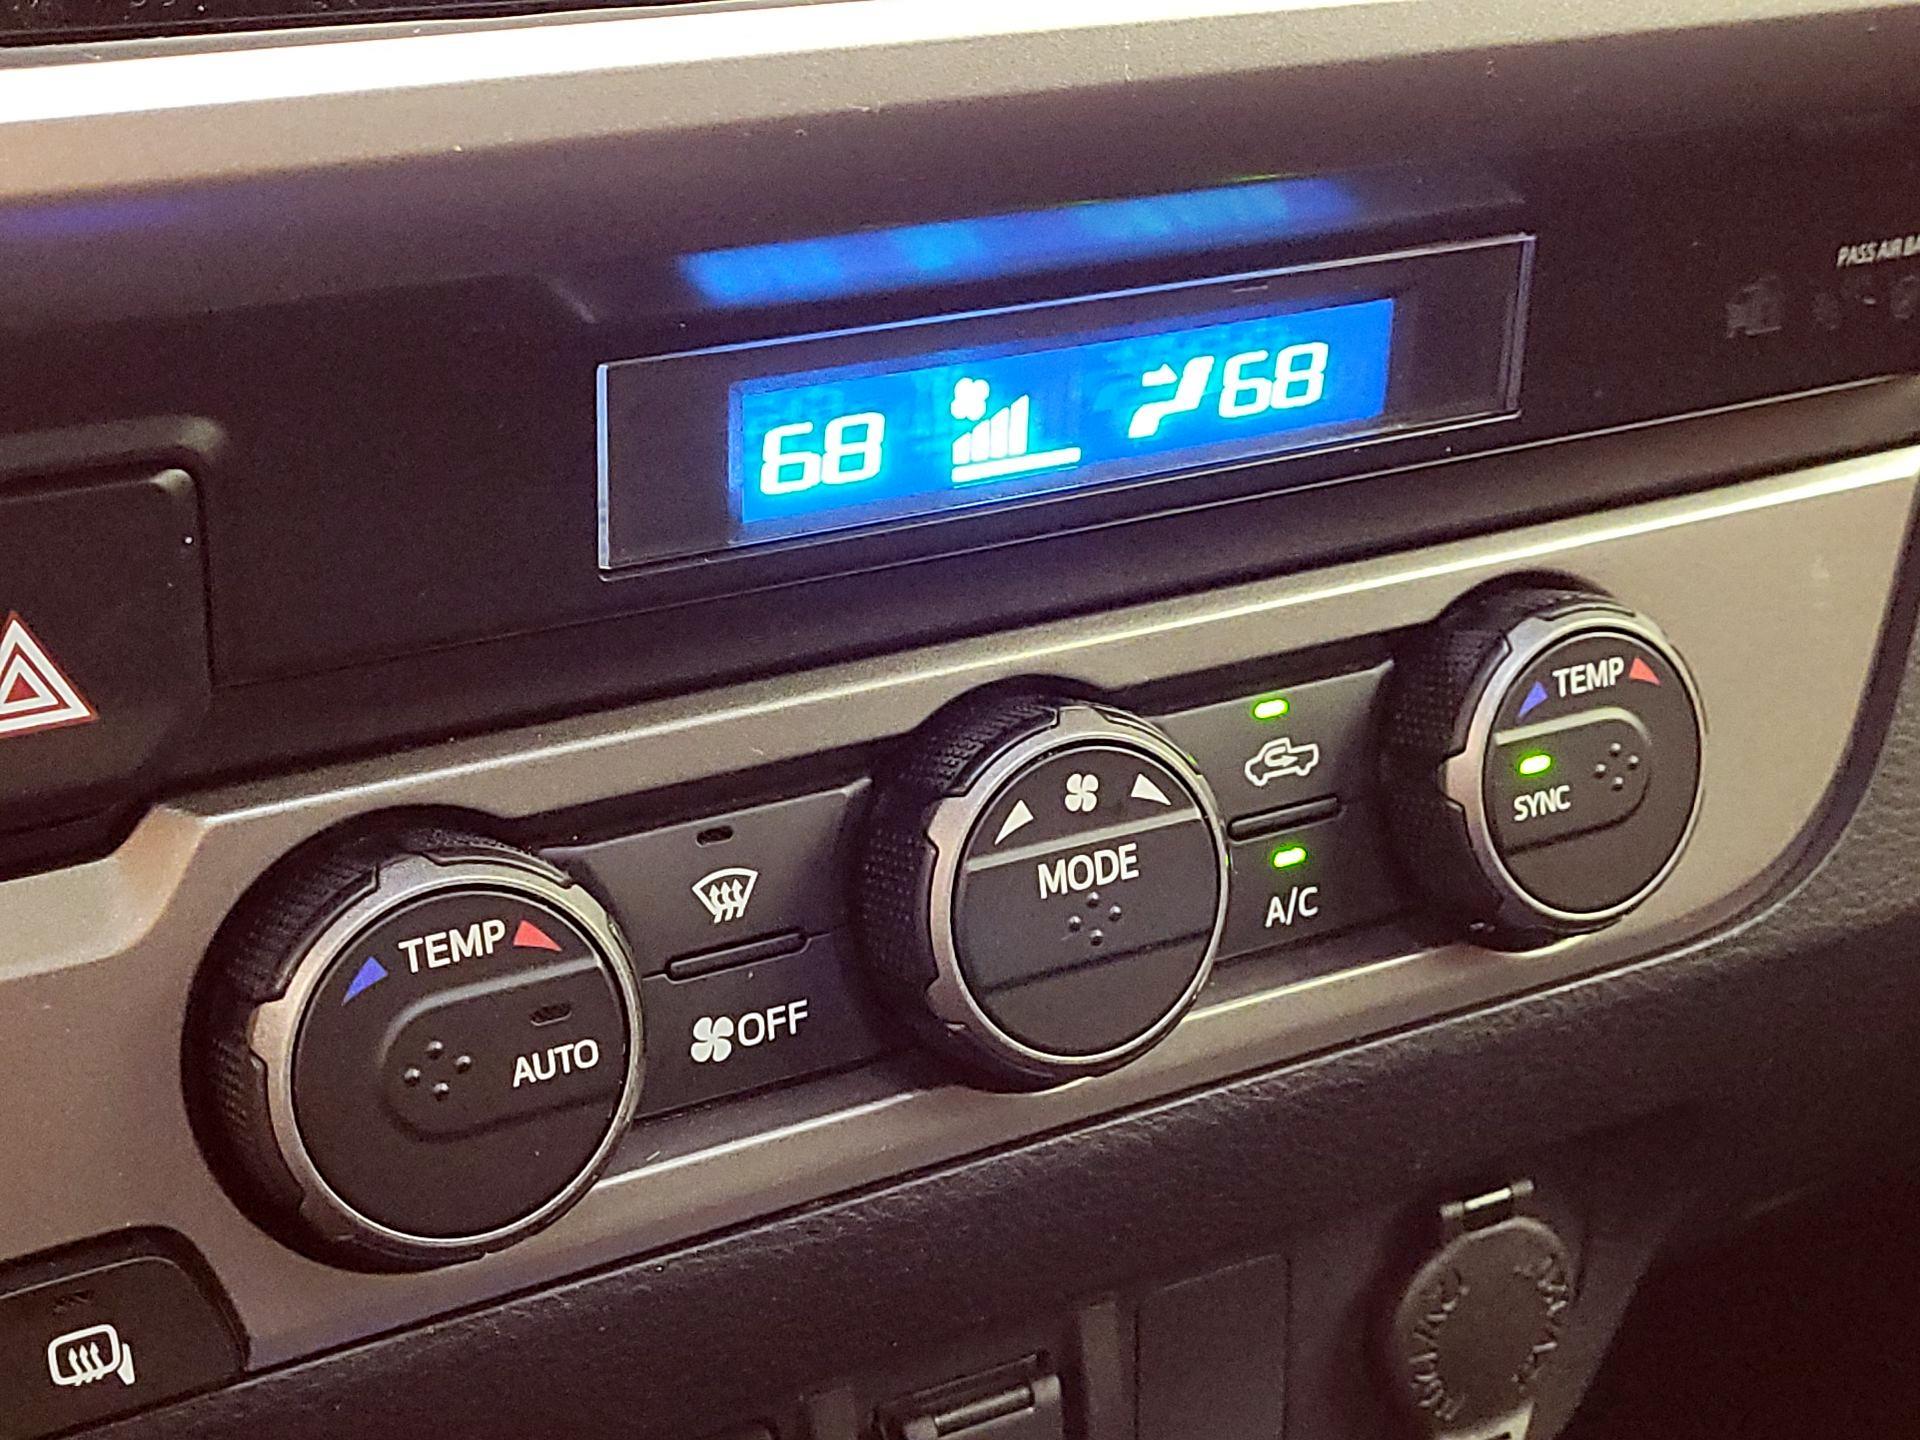 PASS AIR BA
68 68
TEMP
SYNC
MODE
A/C
TEMP
AUTO
OFF